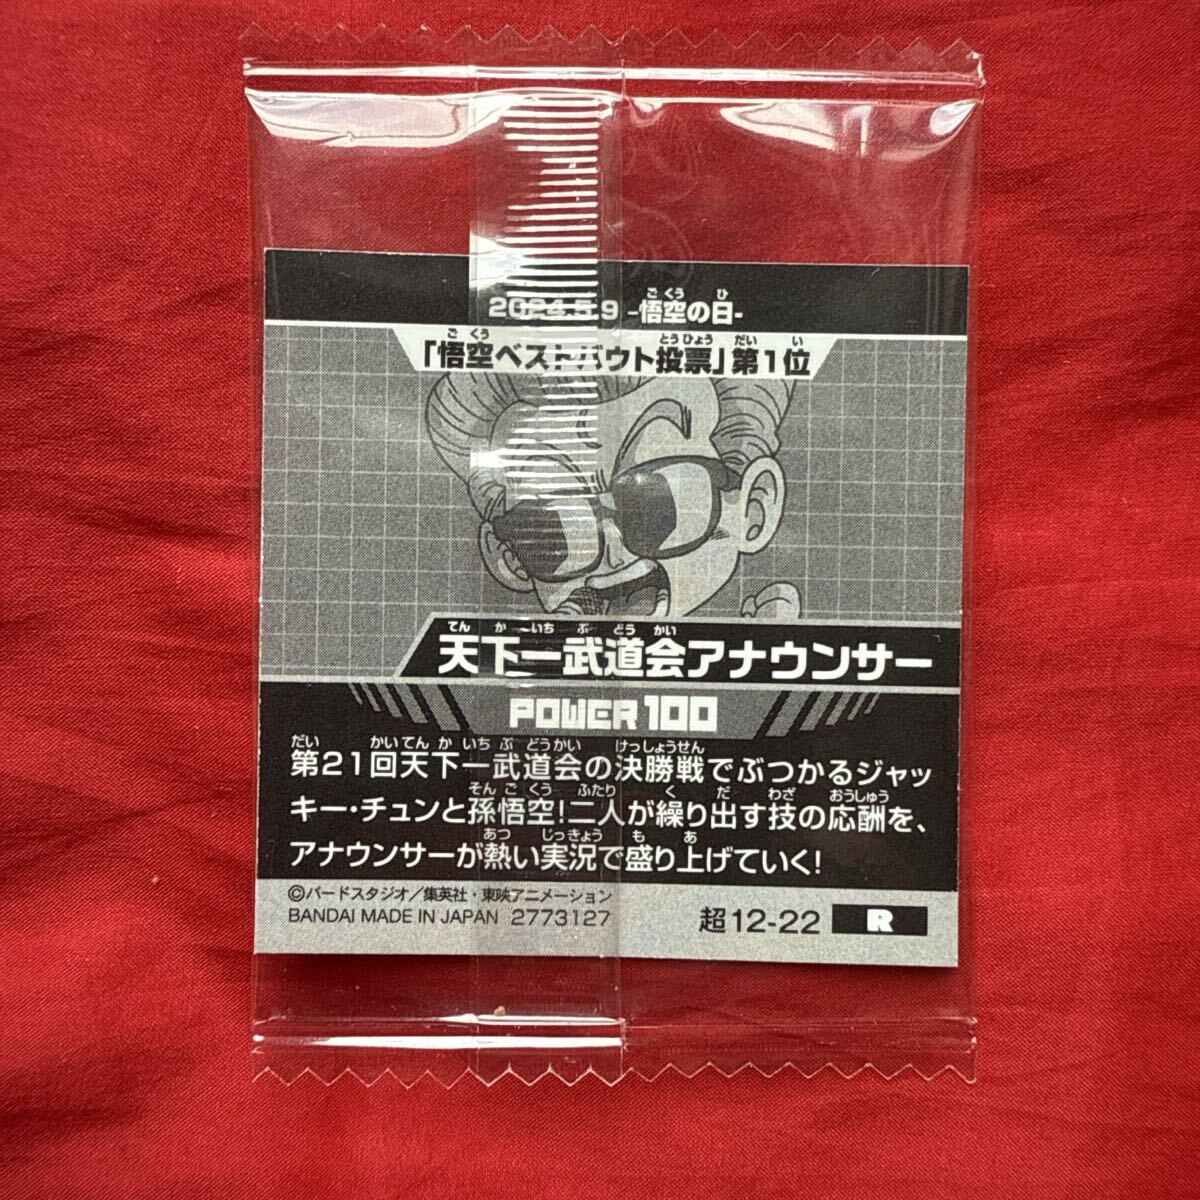 2024.5.9 -悟空の日-
「悟空ベストバウト投票」第1位
天下一武道会アナウンサー
POWER 100
第21回天下一武道会の決勝戦でぶつかるジャッ
キー・チュンと孫悟空!二人が繰り出す技の応酬を、
アナウンサーが熱い実況で盛り上げていく!
©バードスタジオ/集英社・東映アニメーション
BANDAI MADE IN JAPAN 2773127
超12-22 R